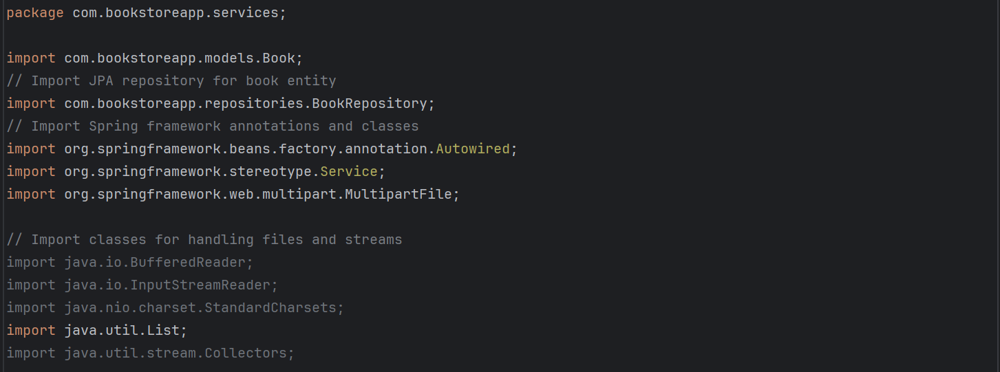 package com.bookstoreapp.services;
import com.bookstoreapp.models.Book;
// Import JPA repository for book entity
import com.bookstoreapp.repositories.BookRepository;
// Import Spring framework annotations and classes
import org.springframework.beans.factory.annotation.Autowired;
import org.springframework.stereotype.Service;
import org.springframework.web.multipart.MultipartFile;
// Import classes for handling files and streams
import java.io.BufferedReader;
import java.io.InputStreamReader;
import java.nio.charset.StandardCharsets;
import java.util.List;
import java.util.stream.Collectors;